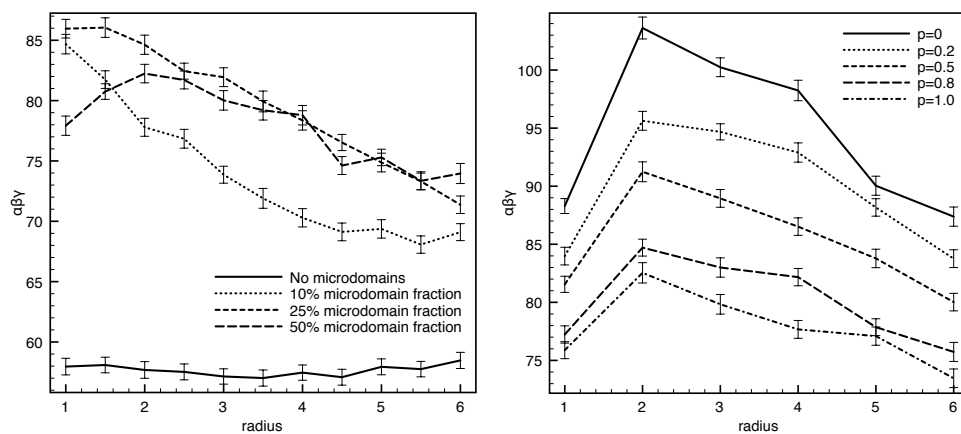 85
80
75
70
67
58
αβγ
No microdomains
10% microdomain fraction
25% microdomain fraction
50% microdomain fraction
1 2 3 4 5 6
radius
100
95
90
85
80
75
αβγ
p=0
p=0.2
p=0.5
p=0.8
p=1.0
1 2 3 4 5 6
radius